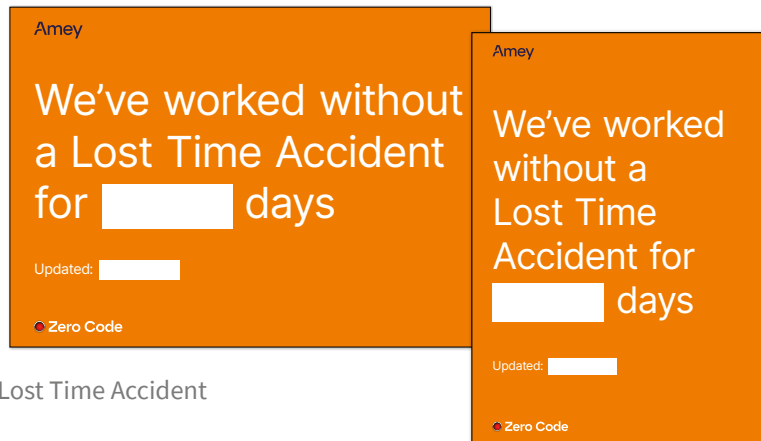 Amey
We've worked without
a Lost Time Accident
for days
Updated:
Zero Code
Amey
We've worked
without a
Lost Time
Accident for
days
Updated:
Zero Code
Lost Time Accident